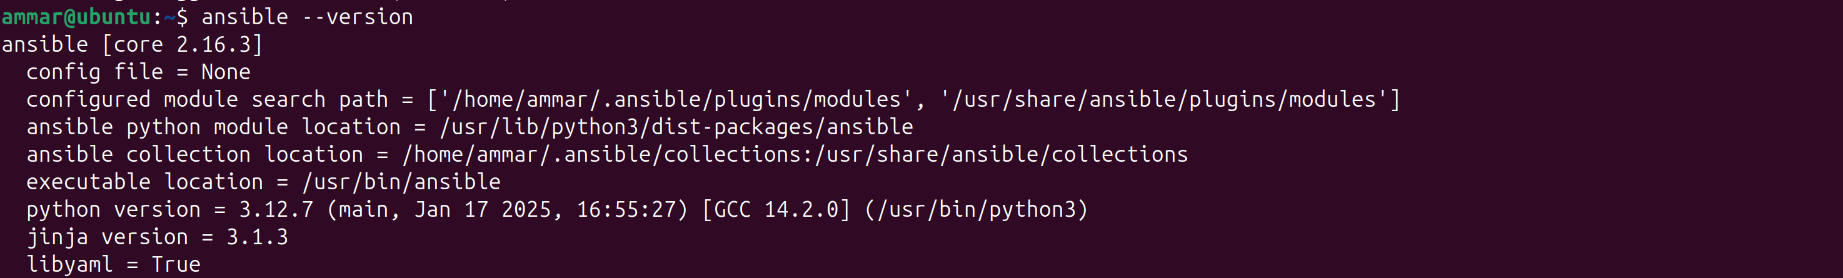 ammar@ubuntu:~$ ansible --version
ansible [core 2.16.3]
  config file = None
  configured module search path = ['/home/ammar/.ansible/plugins/modules', '/usr/share/ansible/plugins/modules']
  ansible python module location = /usr/lib/python3/dist-packages/ansible
  ansible collection location = /home/ammar/.ansible/collections:/usr/share/ansible/collections
  executable location = /usr/bin/ansible
  python version = 3.12.7 (main, Jan 17 2025, 16:55:27) [GCC 14.2.0] (/usr/bin/python3)
  jinja version = 3.1.3
  libyaml = True